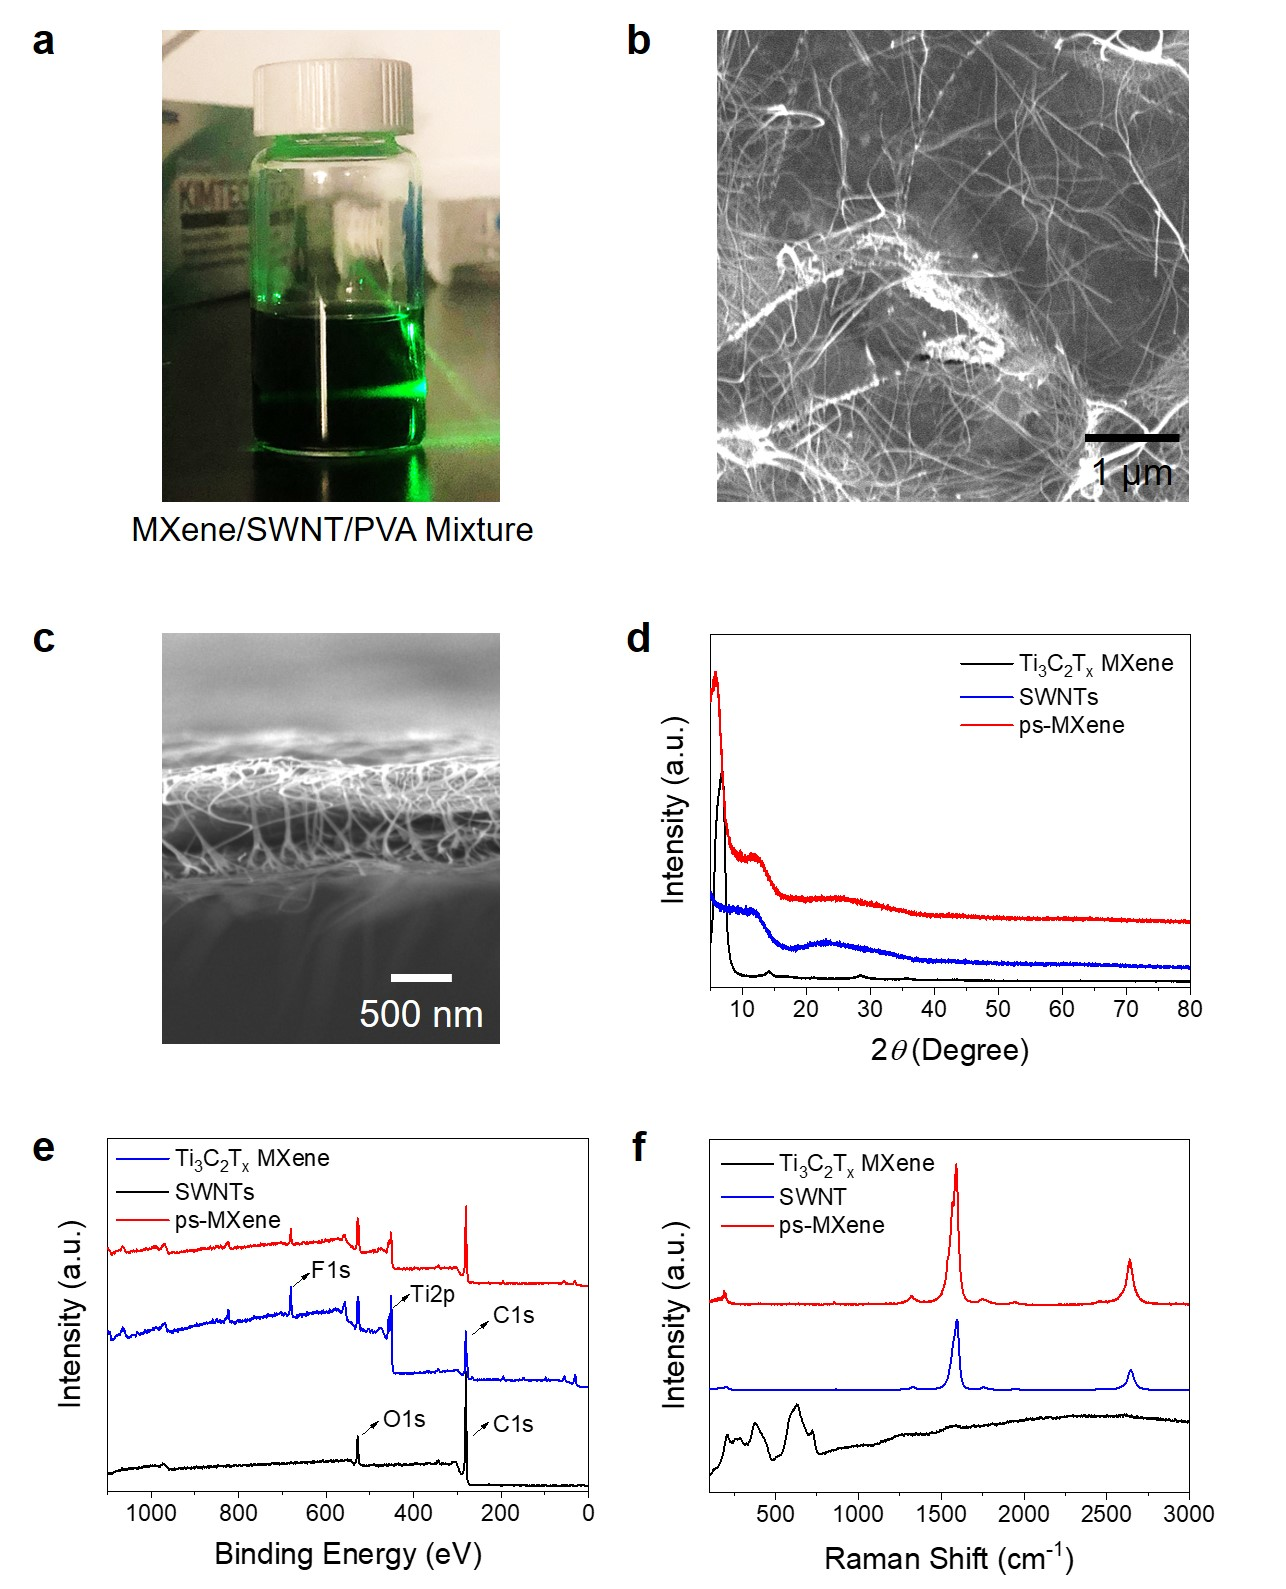 a
KIMTEC
MXene/SWNT/PVA Mixture
b
1 μm
c
500 nm
d
Ti₃C₂Tₓ MXene
SWNTs
ps-MXene
Intensity (a.u.)
10 20 30 40 50 60 70 80
2θ (Degree)
e
Ti₃C₂Tₓ MXene
SWNTs
ps-MXene
F1s
Ti2p
C1s
O1s
C1s
Intensity (a.u.)
1000 800 600 400 200 0
Binding Energy (eV)
f
Ti₃C₂Tₓ MXene
SWNT
ps-MXene
Intensity (a.u.)
500 1000 1500 2000 2500 3000
Raman Shift (cm⁻¹)